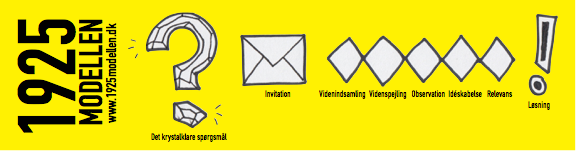 1925
MODELLEN
www.1925modellen.dk
Det krystalklare spørgsmål
Invitation
Videnindsamling
Videnspejling
Observation
Idéskabelse
Relevans
Løsning